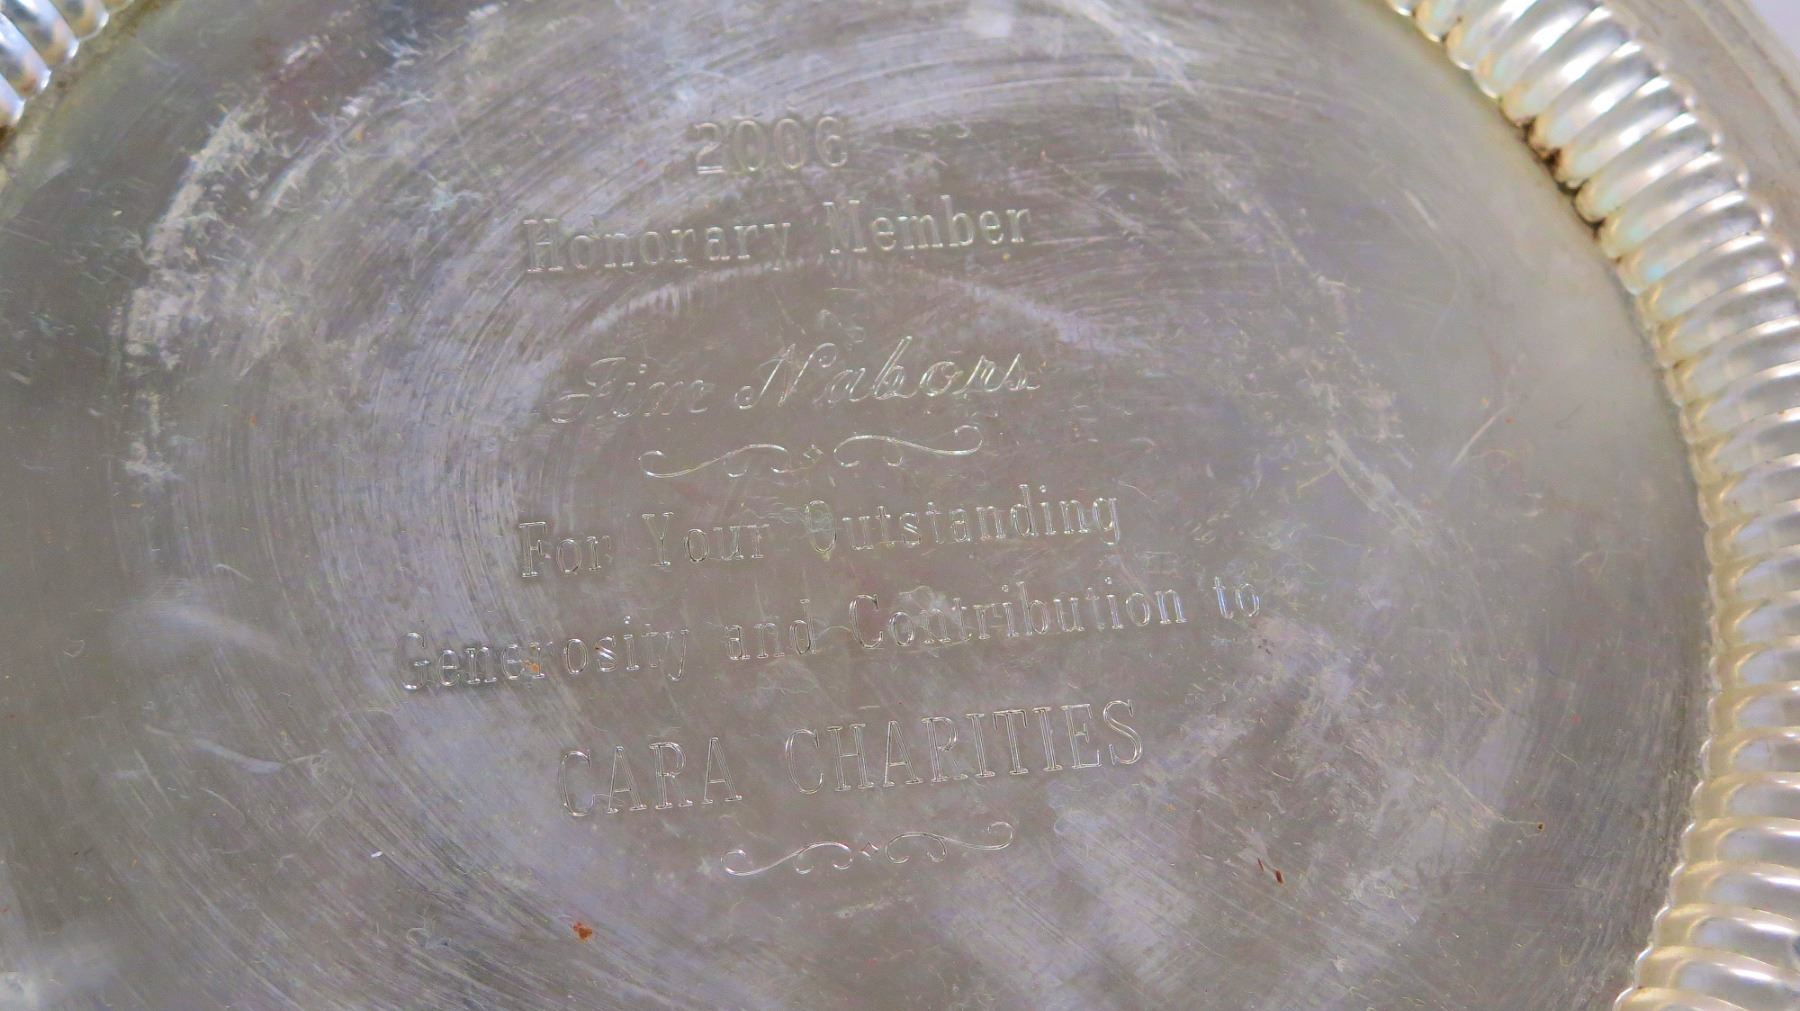 2006
Honorary Member
Jim Nabors
For Your Outstanding
Generosity and Contribution to
CARA CHARITIES